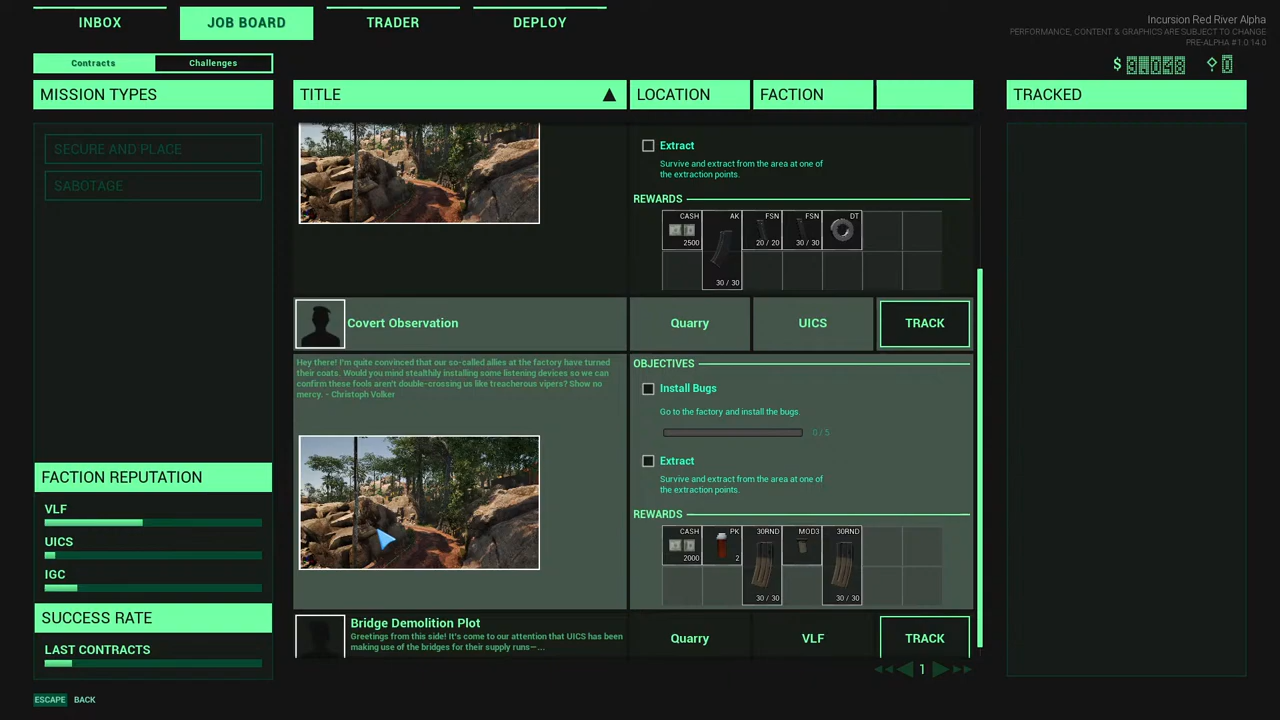 INBOX
JOB BOARD
TRADER
DEPLOY
Incursion Red River Alpha
PERFORMANCE, CONTENT & GRAPHICS ARE SUBJECT TO CHANGE
PRE-ALPHA #1.0.14.0
Contracts
Challenges
$
MISSION TYPES
TITLE
LOCATION
FACTION
TRACKED
SECURE AND PLACE
SABOTAGE
Extract
Survive and extract from the area at one of
the extraction points.
REWARDS
CASH
2500
AK
30 / 30
FSN
20 / 20
FSN
30 / 30
DT
Covert Observation
Quarry
UICS
TRACK
Hey there! I'm quite convinced that our so-called allies at the factory have turned
their coats. Would you mind stealthily installing some listening devices so we can
confirm these fools aren't double-crossing us like treacherous vipers? Show no
mercy. - Christoph Volker
OBJECTIVES
Install Bugs
Go to the factory and install the bugs.
0 / 5
Extract
Survive and extract from the area at one of
the extraction points.
REWARDS
CASH
2000
PK
2
30RND
30 / 30
MOD3
30RND
30 / 30
Bridge Demolition Plot
Greetings from this side! It's come to our attention that UICS has been
making use of the bridges for their supply runs—...
Quarry
VLF
TRACK
1
FACTION REPUTATION
VLF
UICS
IGC
SUCCESS RATE
LAST CONTRACTS
ESCAPE
BACK